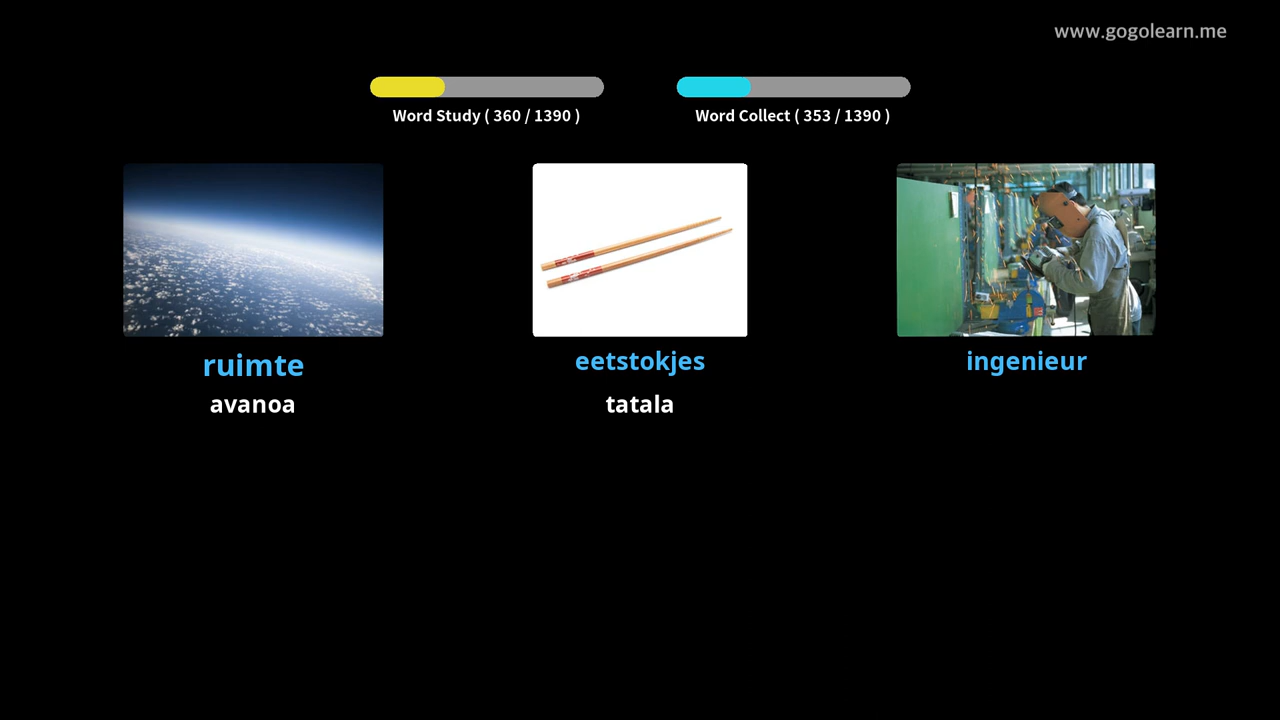 www.gogolearn.me
Word Study ( 360 / 1390 )
Word Collect ( 353 / 1390 )
ruimte
avanoa
eetstokjes
tatala
ingenieur